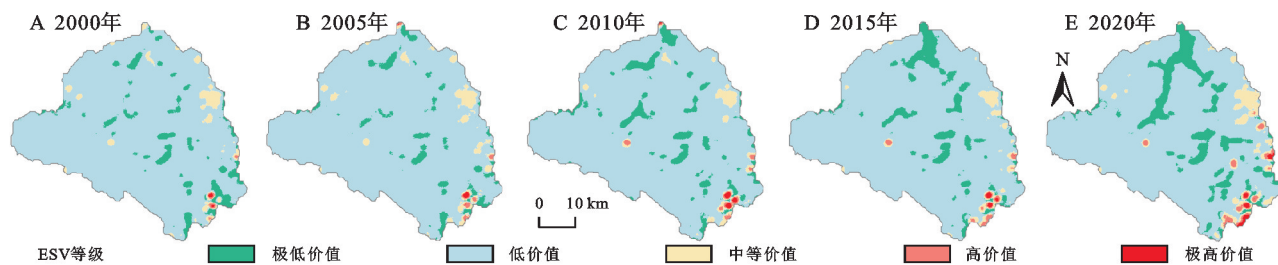 A 2000年 B 2005年 C 2010年 D 2015年 E 2020年
N
0 10 km
ESV等级 极低价值 低价值 中等价值 高价值 极高价值